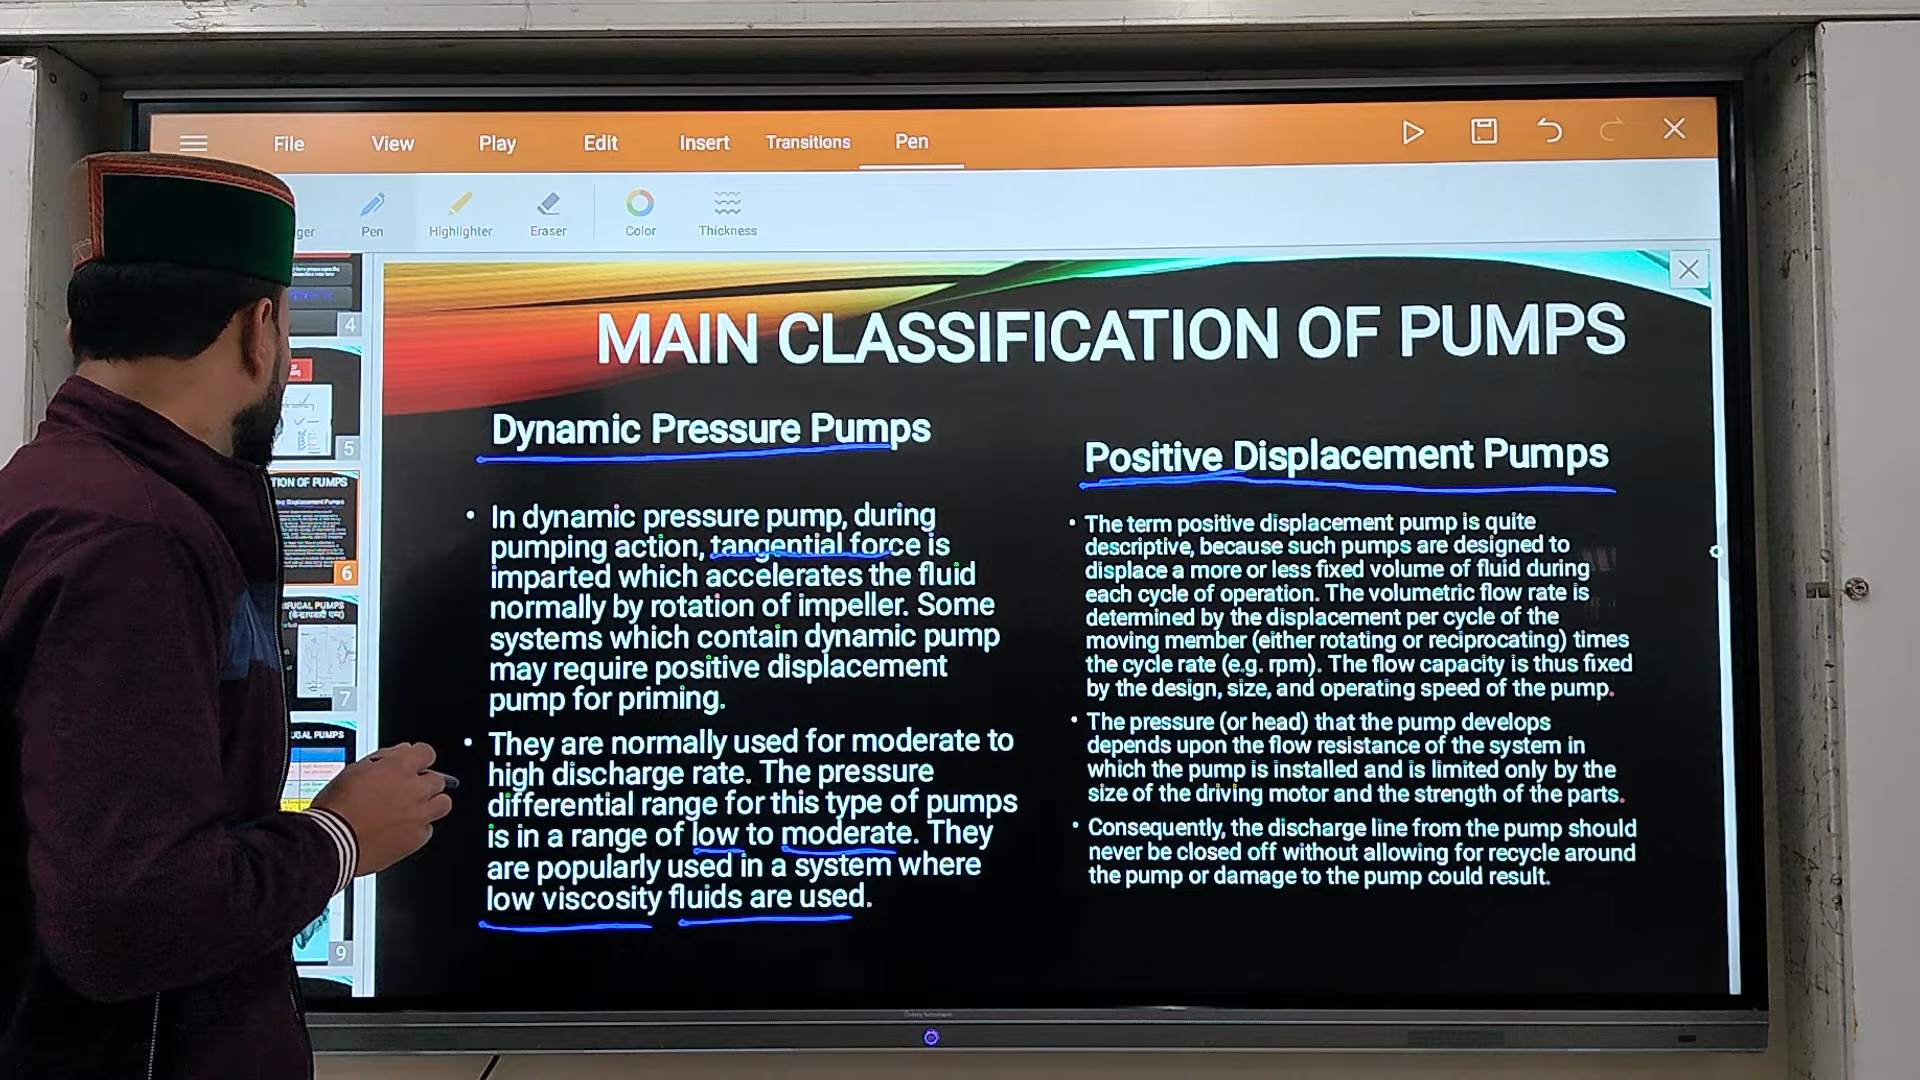 File View Play Edit Insert Transitions Pen
Pen Highlighter Eraser Color Thickness
4
5
TION OF PUMPS
6
IFUGAL PUMPS
7
UGAL PUMPS
9
MAIN CLASSIFICATION OF PUMPS
Dynamic Pressure Pumps
• In dynamic pressure pump, during
pumping action, tangential force is
imparted which accelerates the fluid
normally by rotation of impeller. Some
systems which contain dynamic pump
may require positive displacement
pump for priming.
• They are normally used for moderate to
high discharge rate. The pressure
differential range for this type of pumps
is in a range of low to moderate. They
are popularly used in a system where
low viscosity fluids are used.
Positive Displacement Pumps
• The term positive displacement pump is quite
descriptive, because such pumps are designed to
displace a more or less fixed volume of fluid during
each cycle of operation. The volumetric flow rate is
determined by the displacement per cycle of the
moving member (either rotating or reciprocating) times
the cycle rate (e.g. rpm). The flow capacity is thus fixed
by the design, size, and operating speed of the pump.
• The pressure (or head) that the pump develops
depends upon the flow resistance of the system in
which the pump is installed and is limited only by the
size of the driving motor and the strength of the parts.
• Consequently, the discharge line from the pump should
never be closed off without allowing for recycle around
the pump or damage to the pump could result.